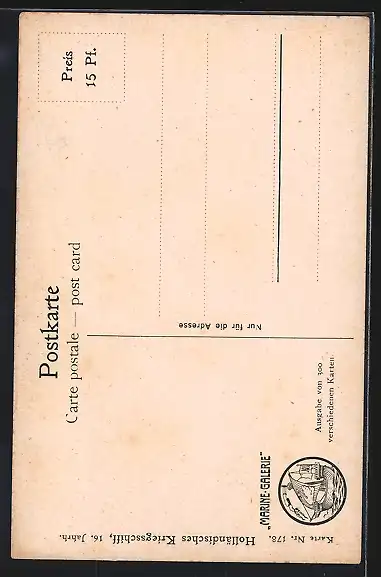 Postkarte
Carte postale — post card
Preis
15 Pf.
Nur für die Adresse
Ausgabe von 300
verschiedenen Karten
„MARINE-GALERIE"
Karte Nr. 178. Holländisches Kriegsschiff, 16. Jahrh.